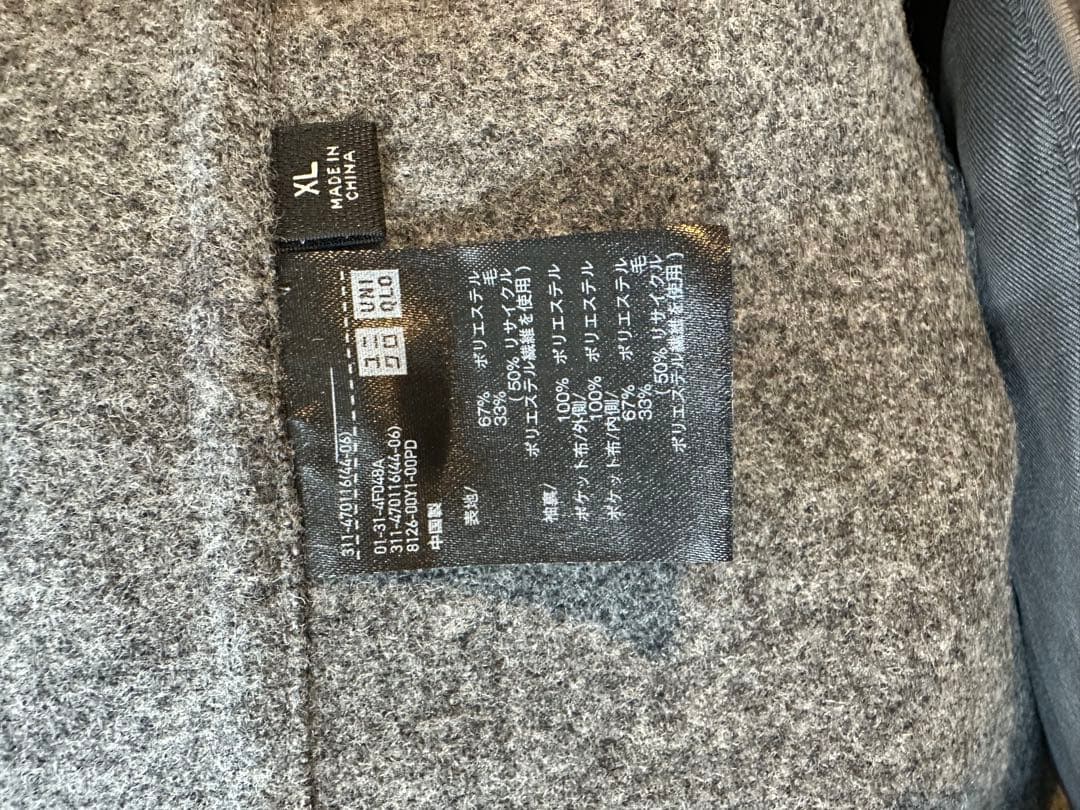 XL
MADE IN
CHINA
311-470116(44-06)
ユニ
クロ
UNI
QLO
01-31-4F048A
311-470116(44-06)
8126-00Y1-00PD
中国製
表地/
67% ポリエステル
33% 毛
( 50% リサイクル
ポリエステル繊維を使用 )
袖裏/
100% ポリエステル
ポケット布/外側/
100% ポリエステル
ポケット布/内側/
67% ポリエステル
33% 毛
( 50% リサイクル
ポリエステル繊維を使用 )